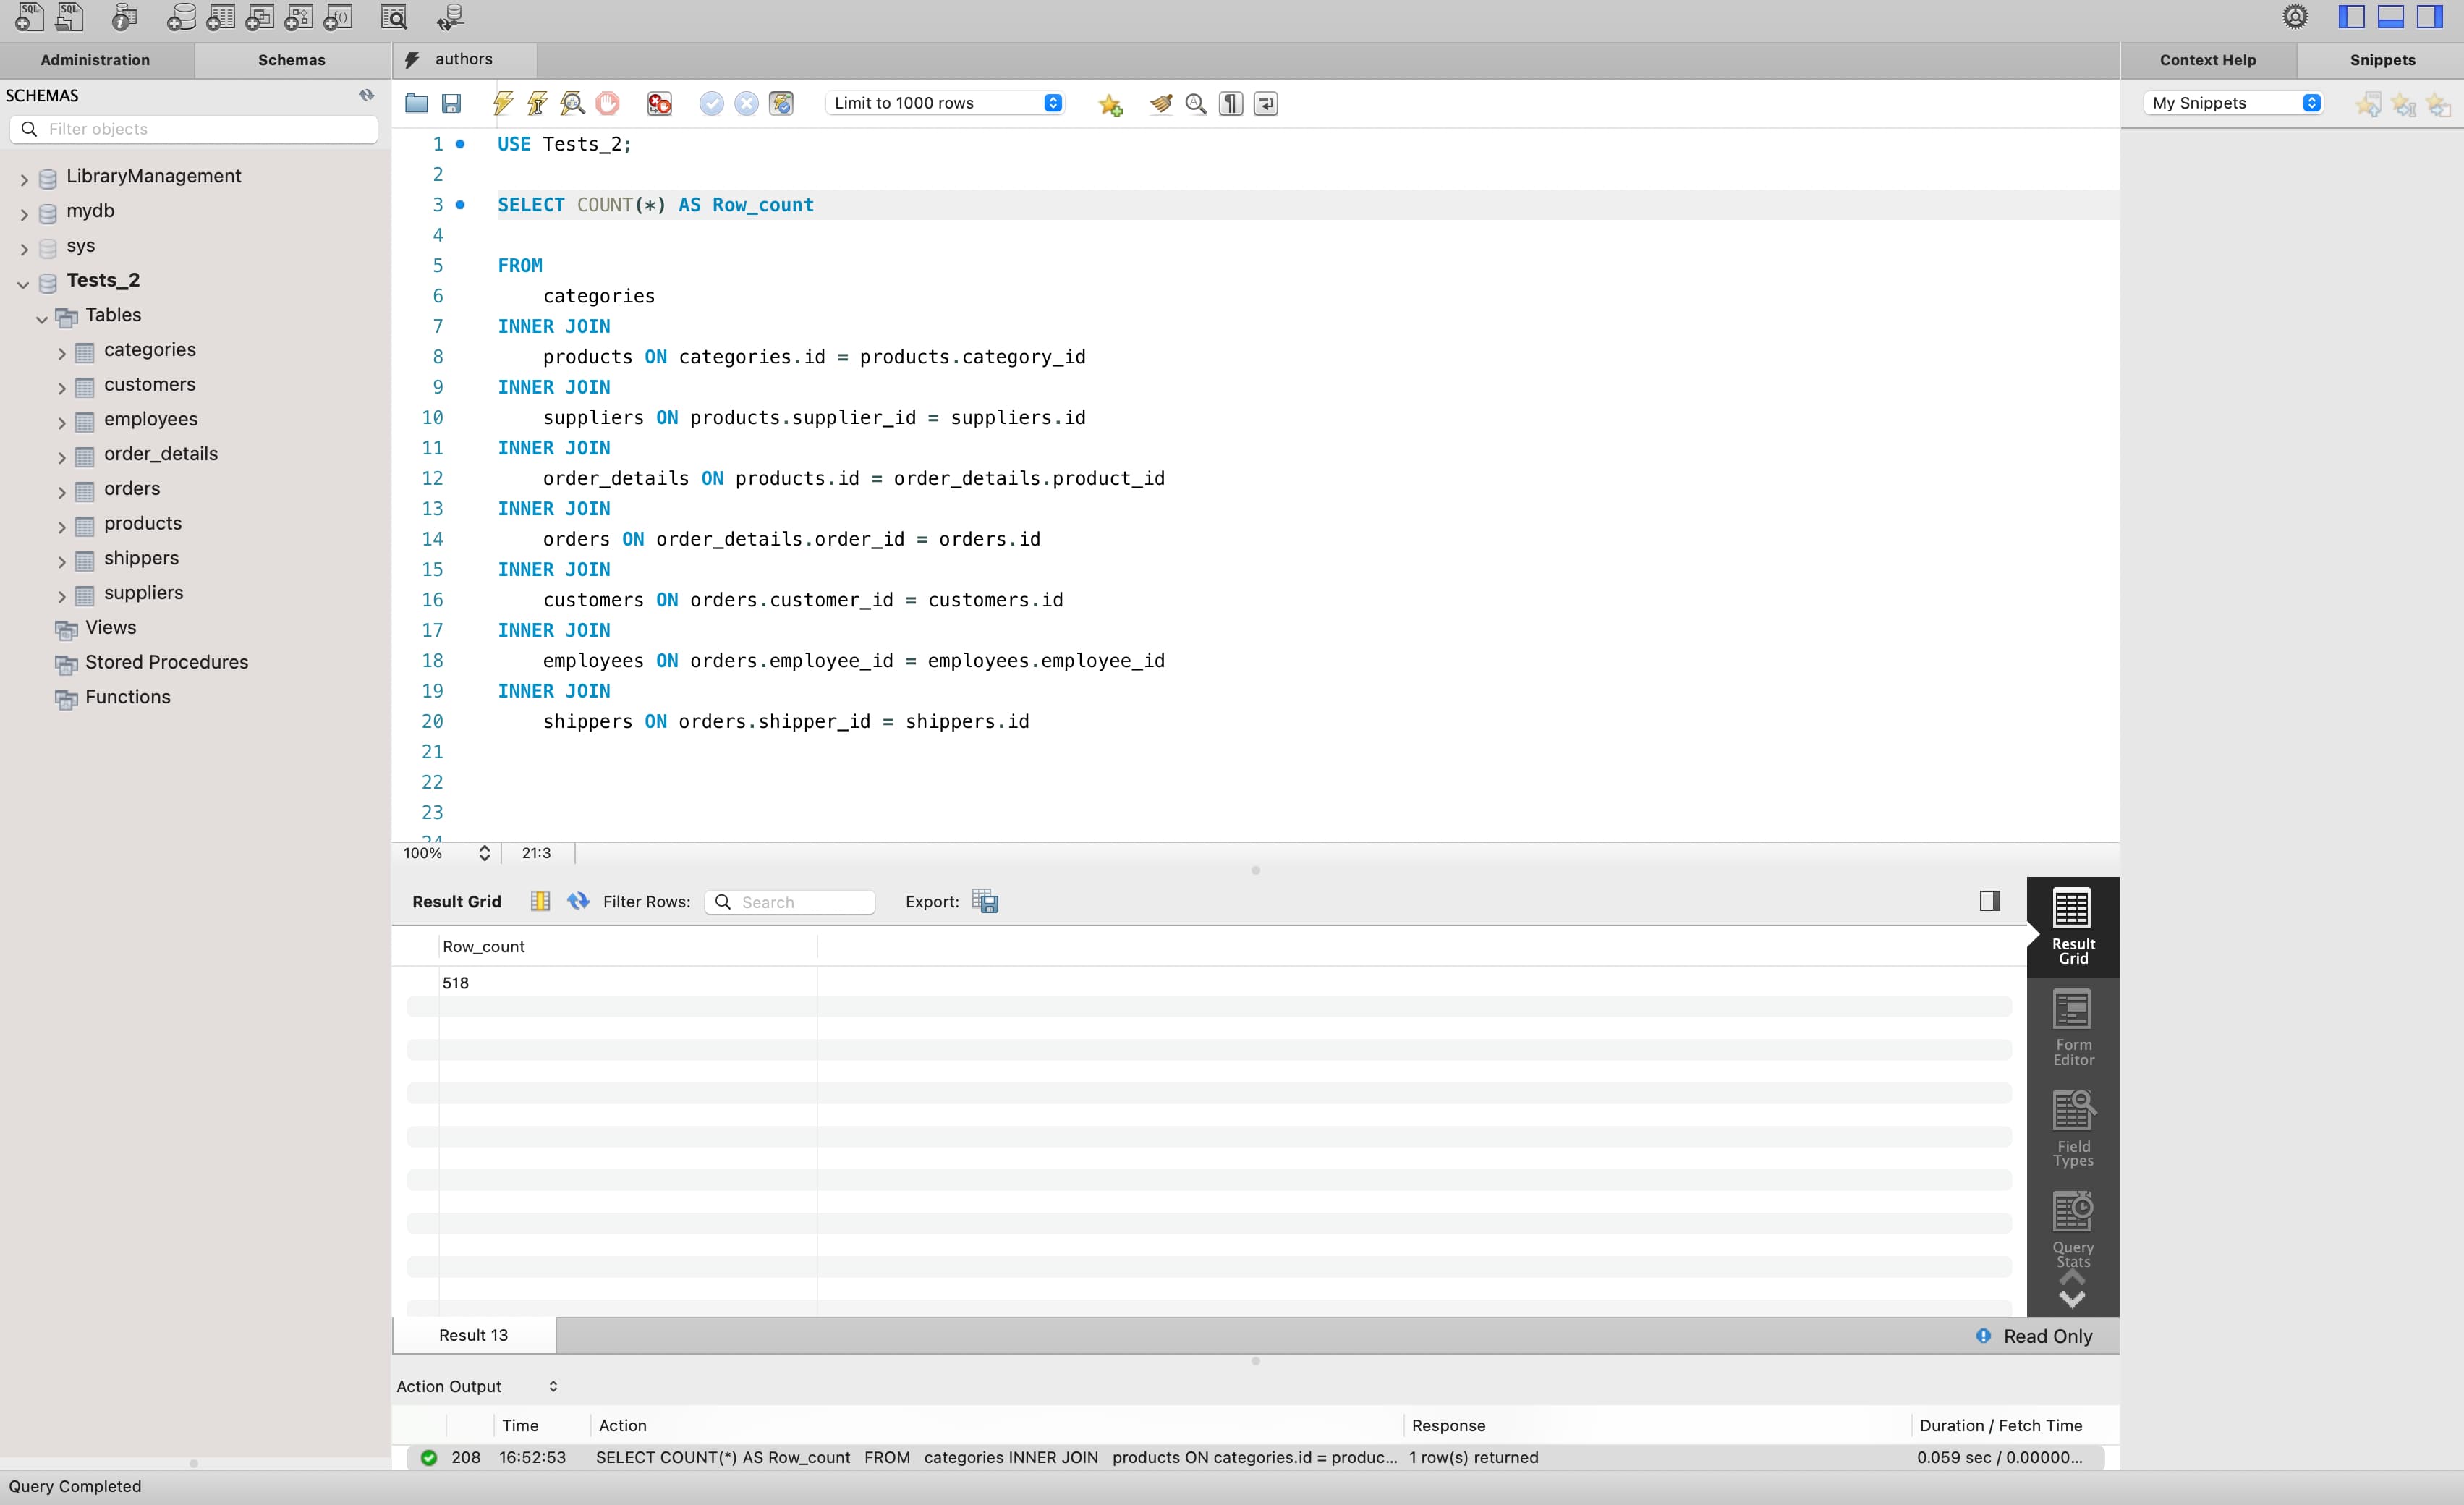 SQL SQL
Administration Schemas
SCHEMAS
Filter objects
LibraryManagement
mydb
sys
Tests_2
Tables
categories
customers
employees
order_details
orders
products
shippers
suppliers
Views
Stored Procedures
Functions
authors
Limit to 1000 rows
1 USE Tests_2;
2
3 SELECT COUNT(*) AS Row_count
4
5 FROM
6 categories
7 INNER JOIN
8 products ON categories.id = products.category_id
9 INNER JOIN
10 suppliers ON products.supplier_id = suppliers.id
11 INNER JOIN
12 order_details ON products.id = order_details.product_id
13 INNER JOIN
14 orders ON order_details.order_id = orders.id
15 INNER JOIN
16 customers ON orders.customer_id = customers.id
17 INNER JOIN
18 employees ON orders.employee_id = employees.employee_id
19 INNER JOIN
20 shippers ON orders.shipper_id = shippers.id
21
22
23
24
100% 21:3
Result Grid Filter Rows: Search Export:
Row_count
518
Result
Grid
Form
Editor
Field
Types
Query
Stats
Result 13 Read Only
Action Output
Time Action Response Duration / Fetch Time
208 16:52:53 SELECT COUNT(*) AS Row_count FROM categories INNER JOIN products ON categories.id = produc... 1 row(s) returned 0.059 sec / 0.00000...
Query Completed
Context Help Snippets
My Snippets